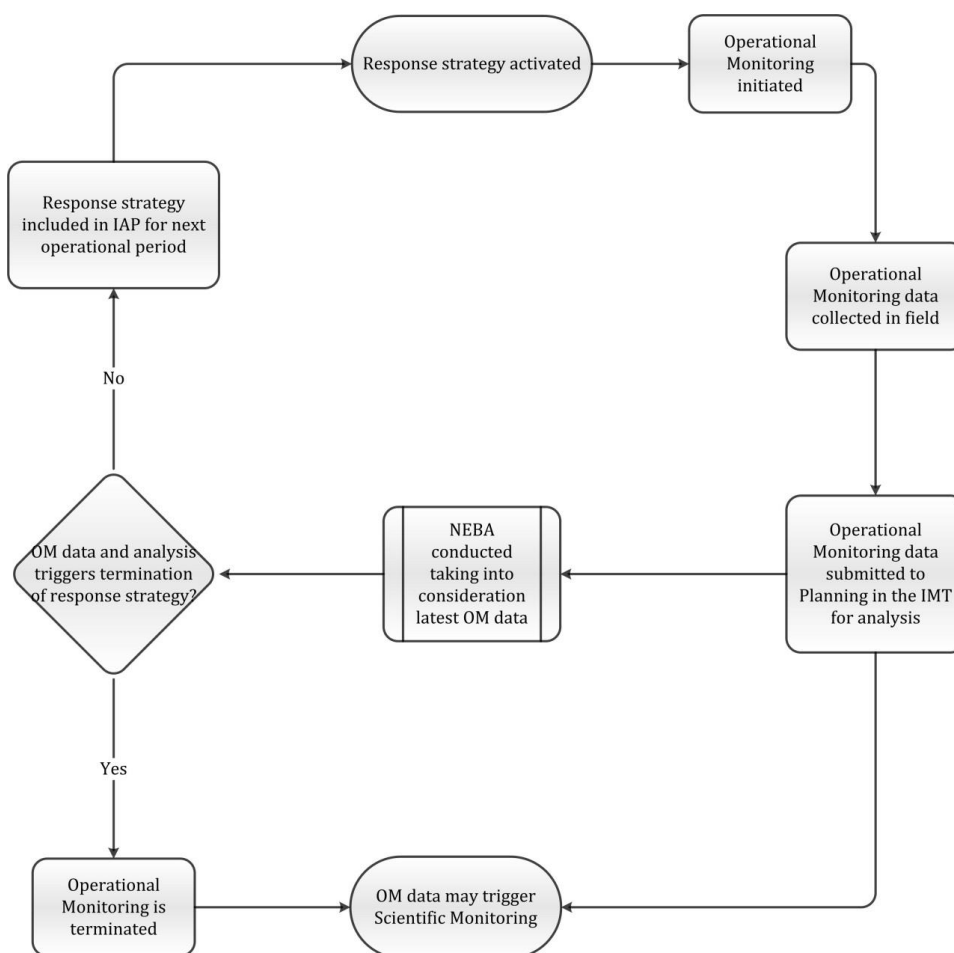 Response strategy activated
Operational
Monitoring
initiated
Operational
Monitoring data
collected in field
Operational
Monitoring data
submitted to
Planning in the IMT
for analysis
NEBA
conducted
taking into
consideration
latest OM data
OM data and analysis
triggers termination
of response strategy?
No
Response strategy
included in IAP for next
operational period
Yes
Operational
Monitoring is
terminated
OM data may trigger
Scientific Monitoring